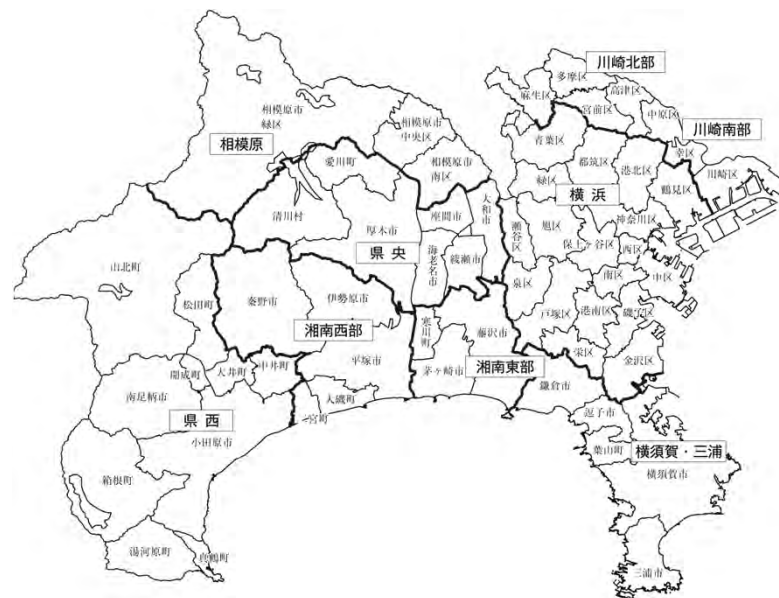 川崎北部
多摩区
麻生区
高津区
宮前区
中原区
川崎南部
幸区
川崎区
相模原市
緑区
相模原
相模原市
中央区
相模原市
南区
青葉区
都筑区
港北区
鶴見区
緑区
横浜
神奈川区
旭区
瀬谷区
保土ヶ谷区
西区
中区
南区
泉区
戸塚区
港南区
磯子区
栄区
金沢区
愛川町
清川村
厚木市
県央
座間市
大和市
海老名市
綾瀬市
山北町
松田町
秦野市
伊勢原市
湘南西部
平塚市
大磯町
二宮町
寒川町
藤沢市
茅ヶ崎市
湘南東部
鎌倉市
逗子市
葉山町
横須賀・三浦
横須賀市
三浦市
開成町
大井町
中井町
南足柄市
県西
小田原市
箱根町
湯河原町
真鶴町